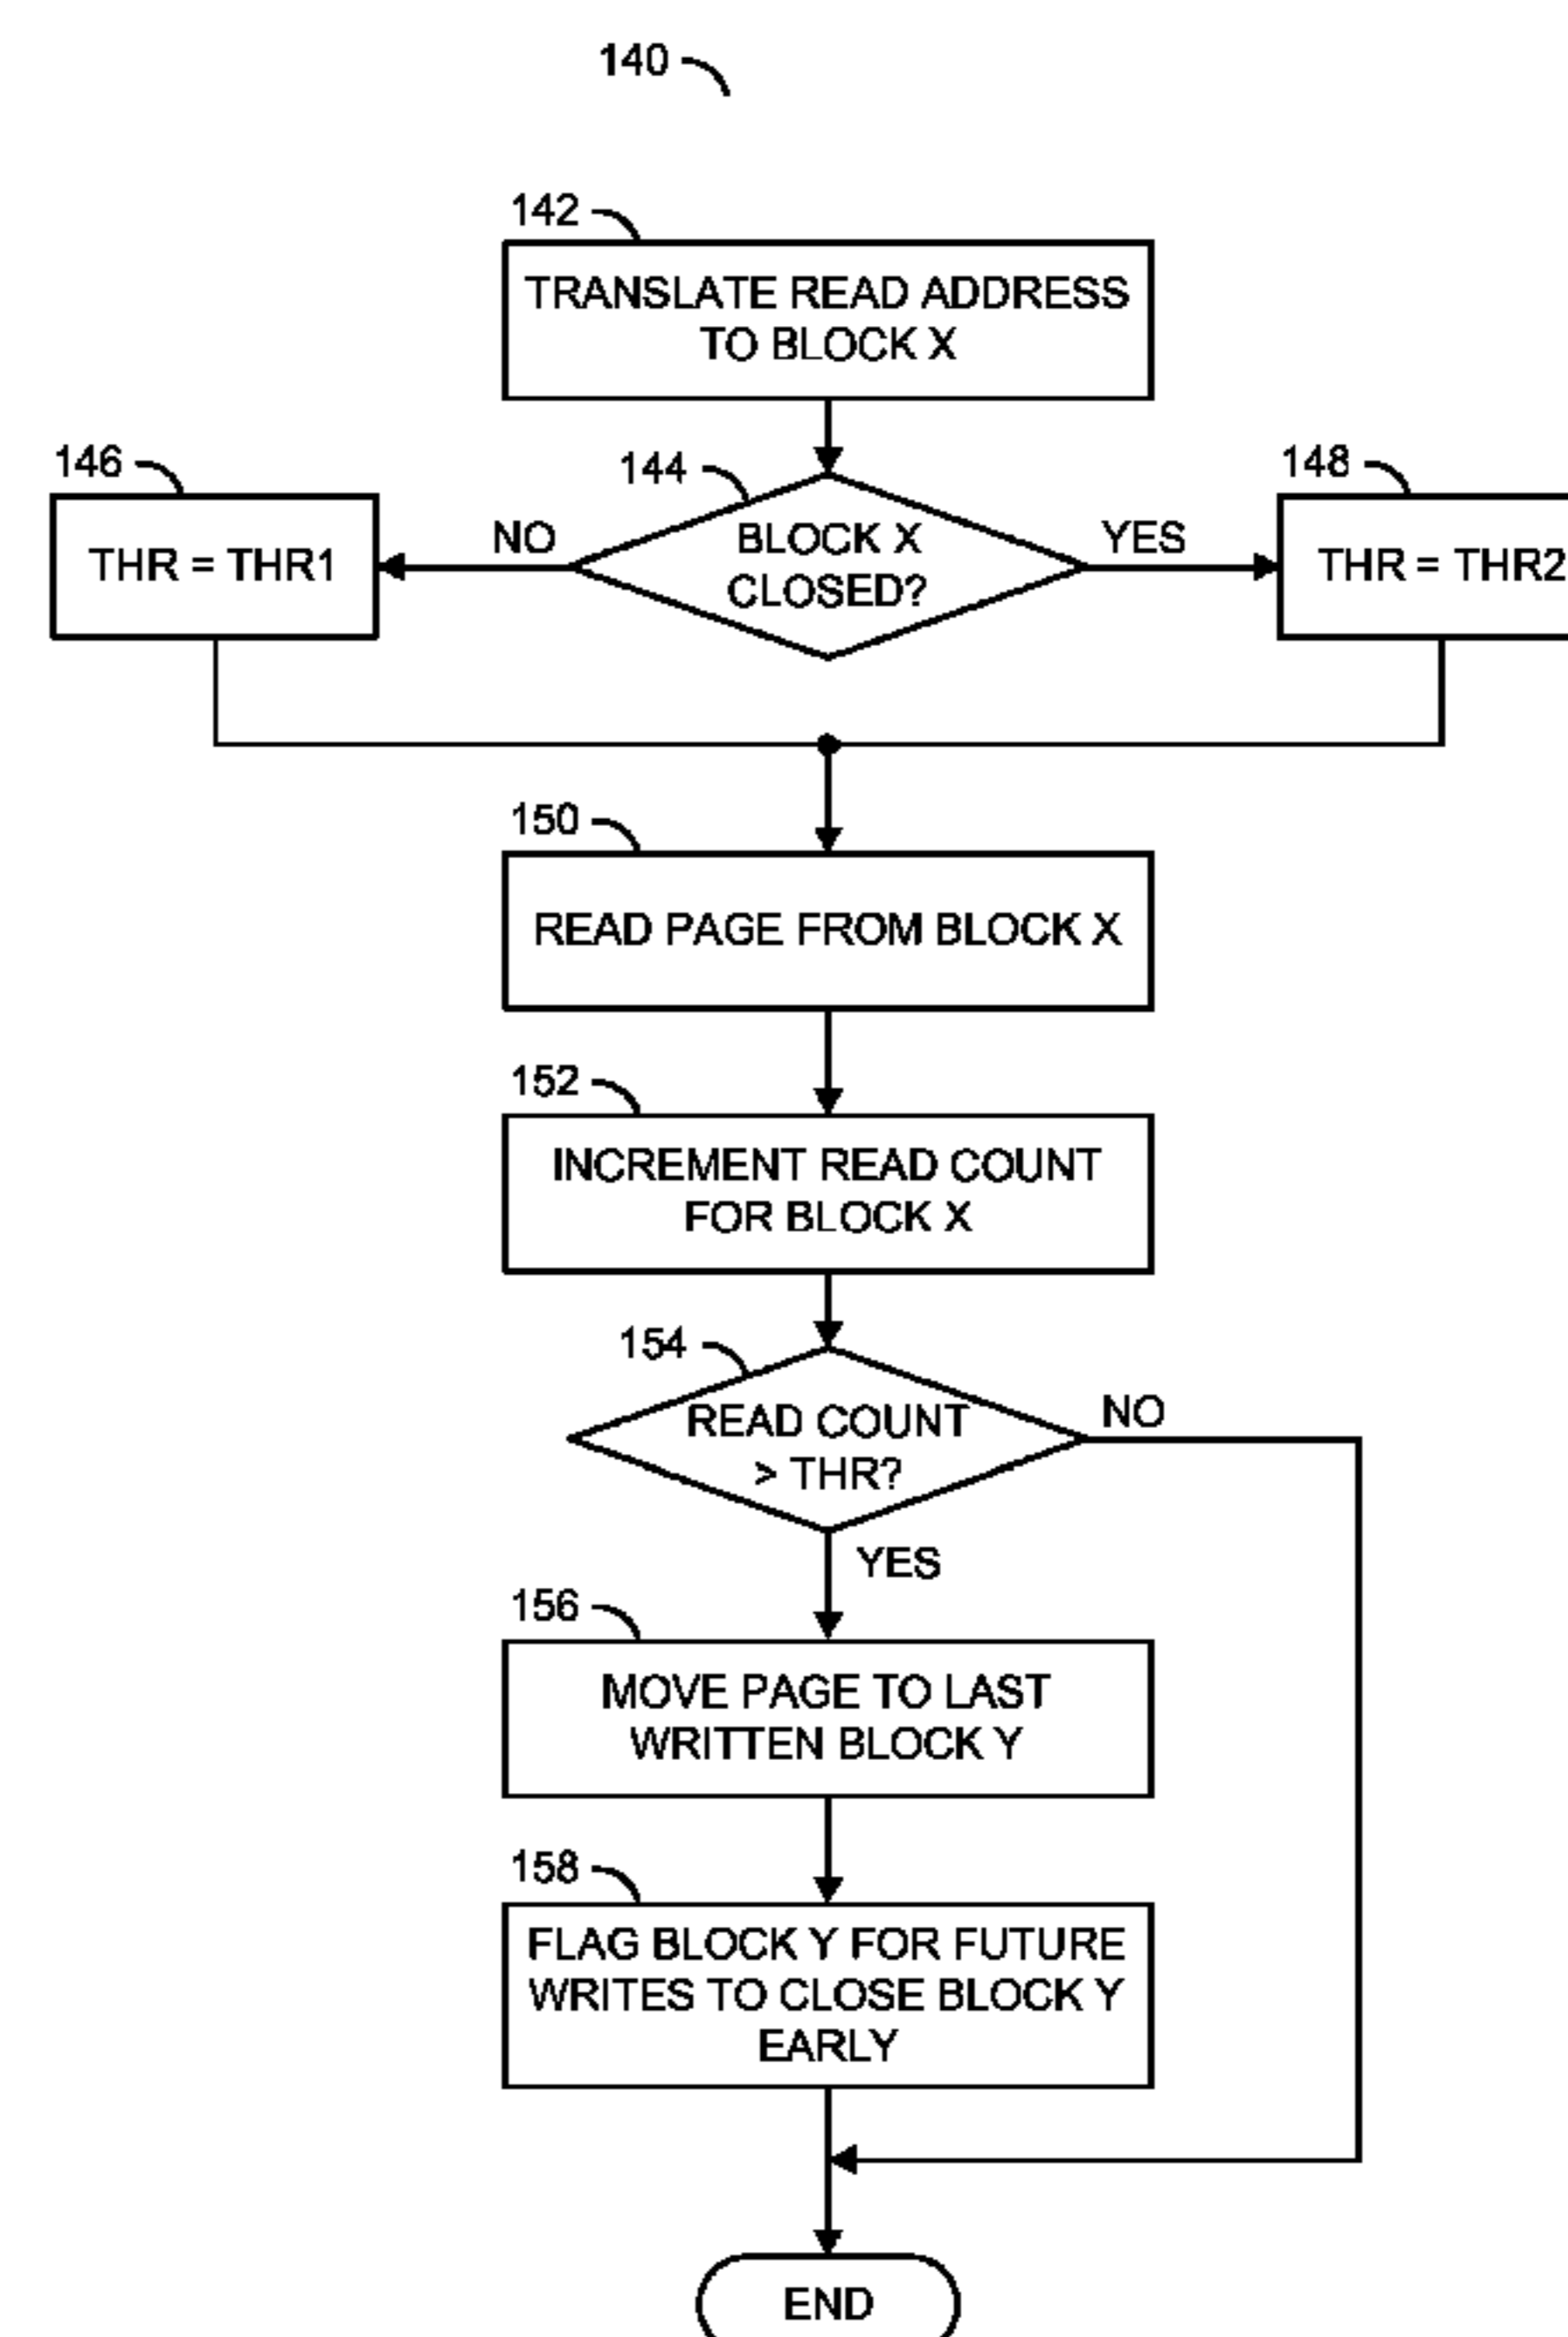 140
142
TRANSLATE READ ADDRESS
TO BLOCK X
146
144
148
THR = THR1
NO
BLOCK X
CLOSED?
YES
THR = THR2
150
READ PAGE FROM BLOCK X
152
INCREMENT READ COUNT
FOR BLOCK X
154
READ COUNT
> THR?
NO
YES
156
MOVE PAGE TO LAST
WRITTEN BLOCK Y
158
FLAG BLOCK Y FOR FUTURE
WRITES TO CLOSE BLOCK Y
EARLY
END